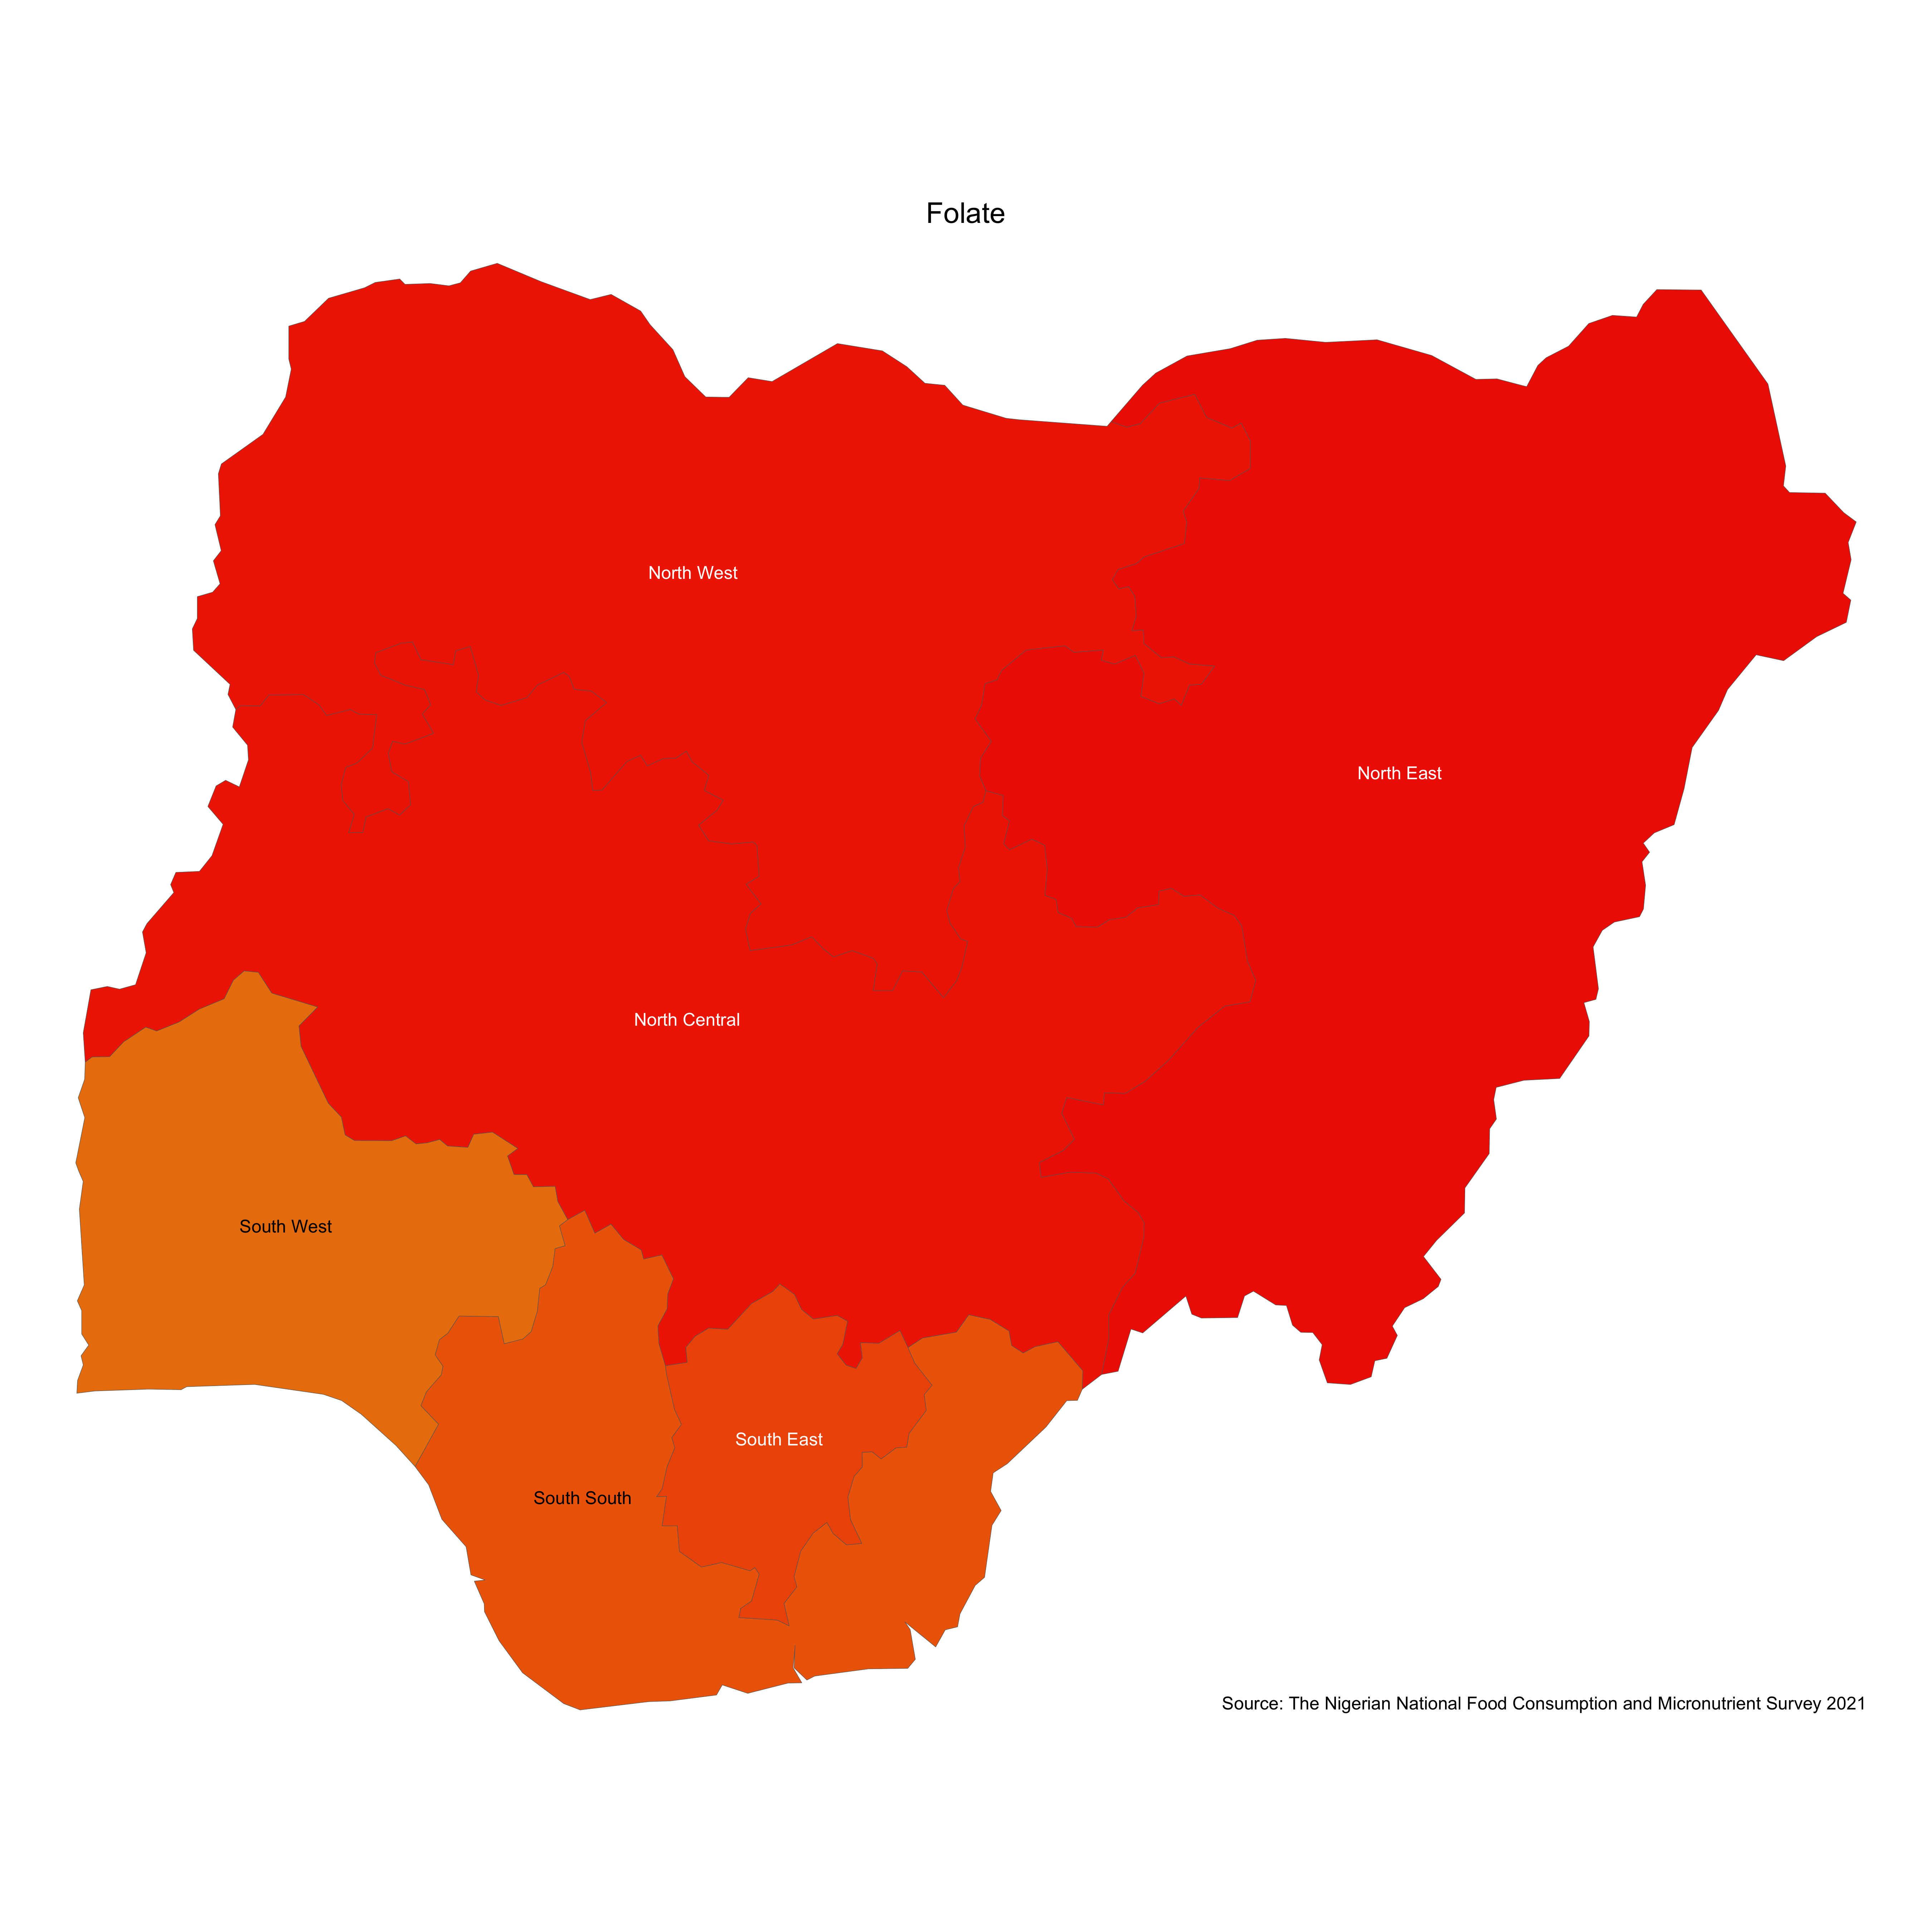 Folate
North West
North East
North Central
South West
South East
South South
Source: The Nigerian National Food Consumption and Micronutrient Survey 2021